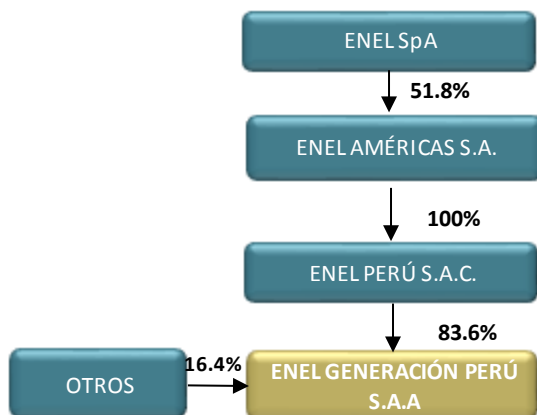 ENEL SpA
51.8%
ENEL AMÉRICAS S.A.
100%
ENEL PERÚ S.A.C.
83.6%
16.4%
OTROS
ENEL GENERACIÓN PERÚ
S.A.A